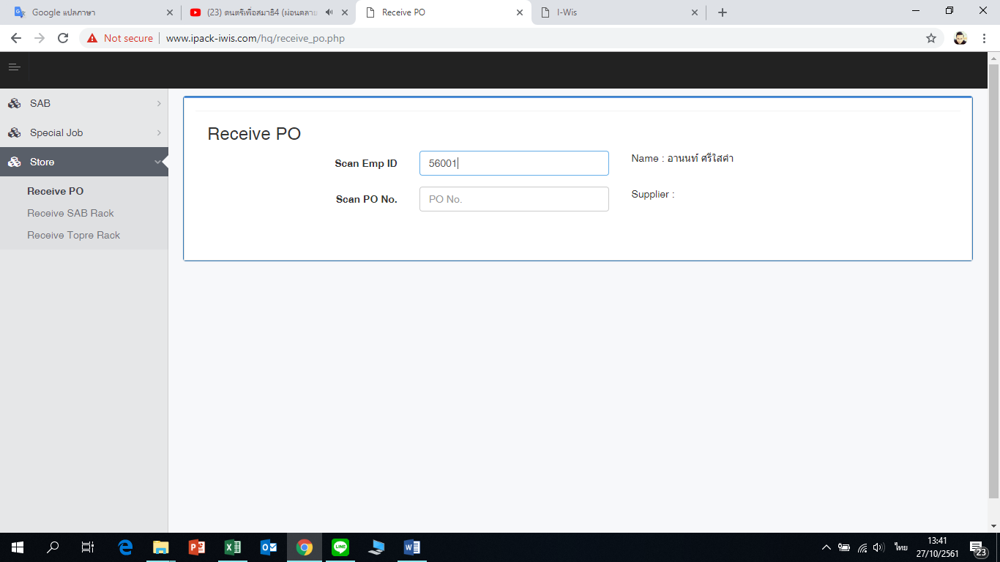 Google แปลภาษา
(23) ดนตรีเพื่อสมาธิ4 (ผ่อนคลาย
Receive PO
I-Wis
Not secure
www.ipack-iwis.com/hq/receive_po.php
SAB
Special Job
Store
Receive PO
Receive SAB Rack
Receive Topre Rack
Receive PO
Scan Emp ID
56001
Name : อานนท์ ศรีใสคำ
Scan PO No.
PO No.
Supplier :
LINE
ไทย
13:41
27/10/2561
23